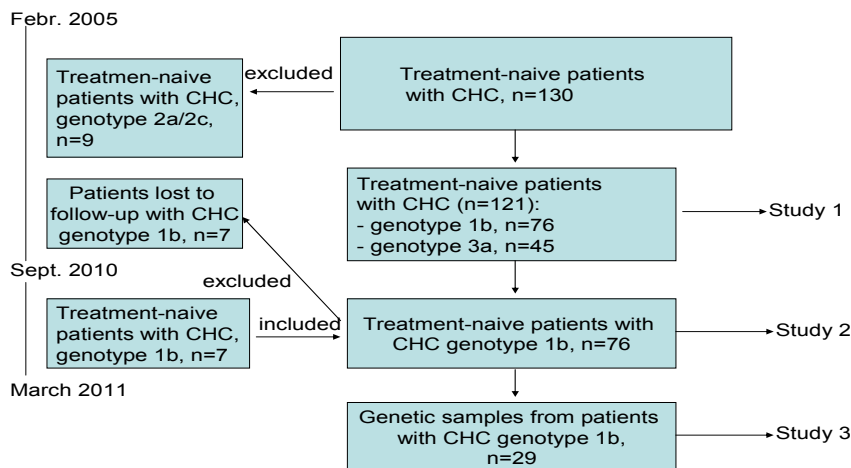 Febr. 2005
Treatmen-naive
patients with CHC,
genotype 2a/2c,
n=9
excluded
Treatment-naive patients
with CHC, n=130
Patients lost to
follow-up with CHC
genotype 1b, n=7
Treatment-naive patients
with CHC (n=121):
- genotype 1b, n=76
- genotype 3a, n=45
Study 1
Sept. 2010
excluded
Treatment-naive
patients with CHC,
genotype 1b, n=7
included
Treatment-naive patients with
CHC genotype 1b, n=76
Study 2
March 2011
Genetic samples from patients
with CHC genotype 1b,
n=29
Study 3